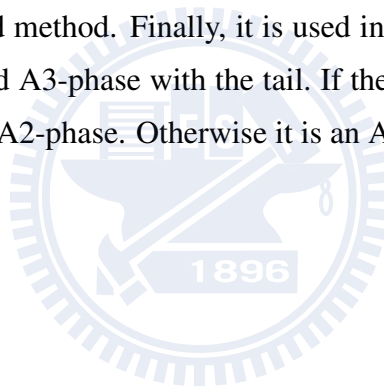 d method. Finally, it is used in
d A3-phase with the tail. If the
A2-phase. Otherwise it is an A
1896